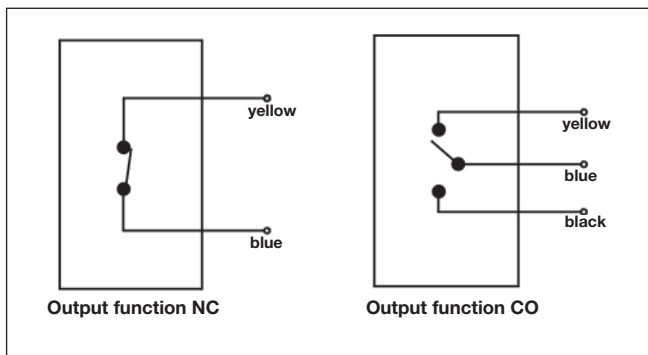 yellow
blue
Output function NC
yellow
blue
black
Output function CO